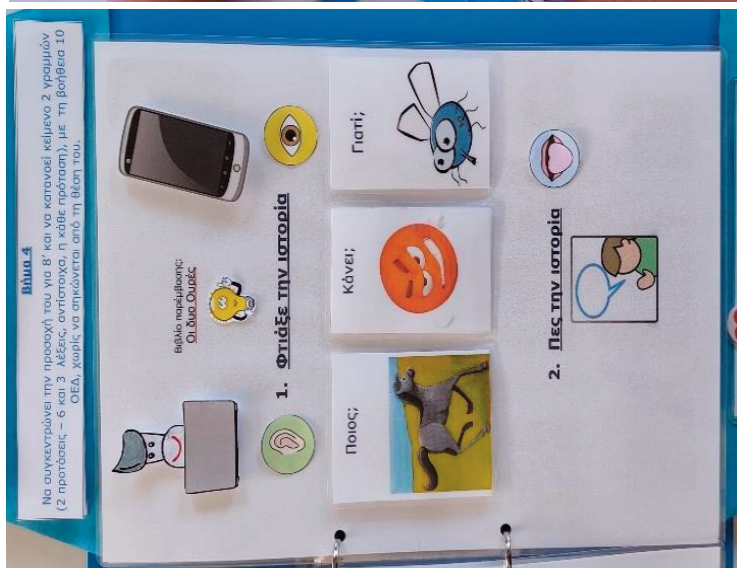 Βήμα 4
Να συγκεντρώνει την προσοχή του για 8' και να κατανοεί κείμενο 2 γραμμών
(2 προτάσεις – 6 και 3 λέξεις, αντίστοιχα, η κάθε πρόταση), με τη βοήθεια 10
ΟΕΔ, χωρίς να σηκώνεται από τη θέση του.
Βιβλίο παρέμβασης:
Οι δυο Ουρές
1. Φτιάξε την ιστορία
Ποιος;
Κάνει;
Γιατί;
2. Πες την ιστορία